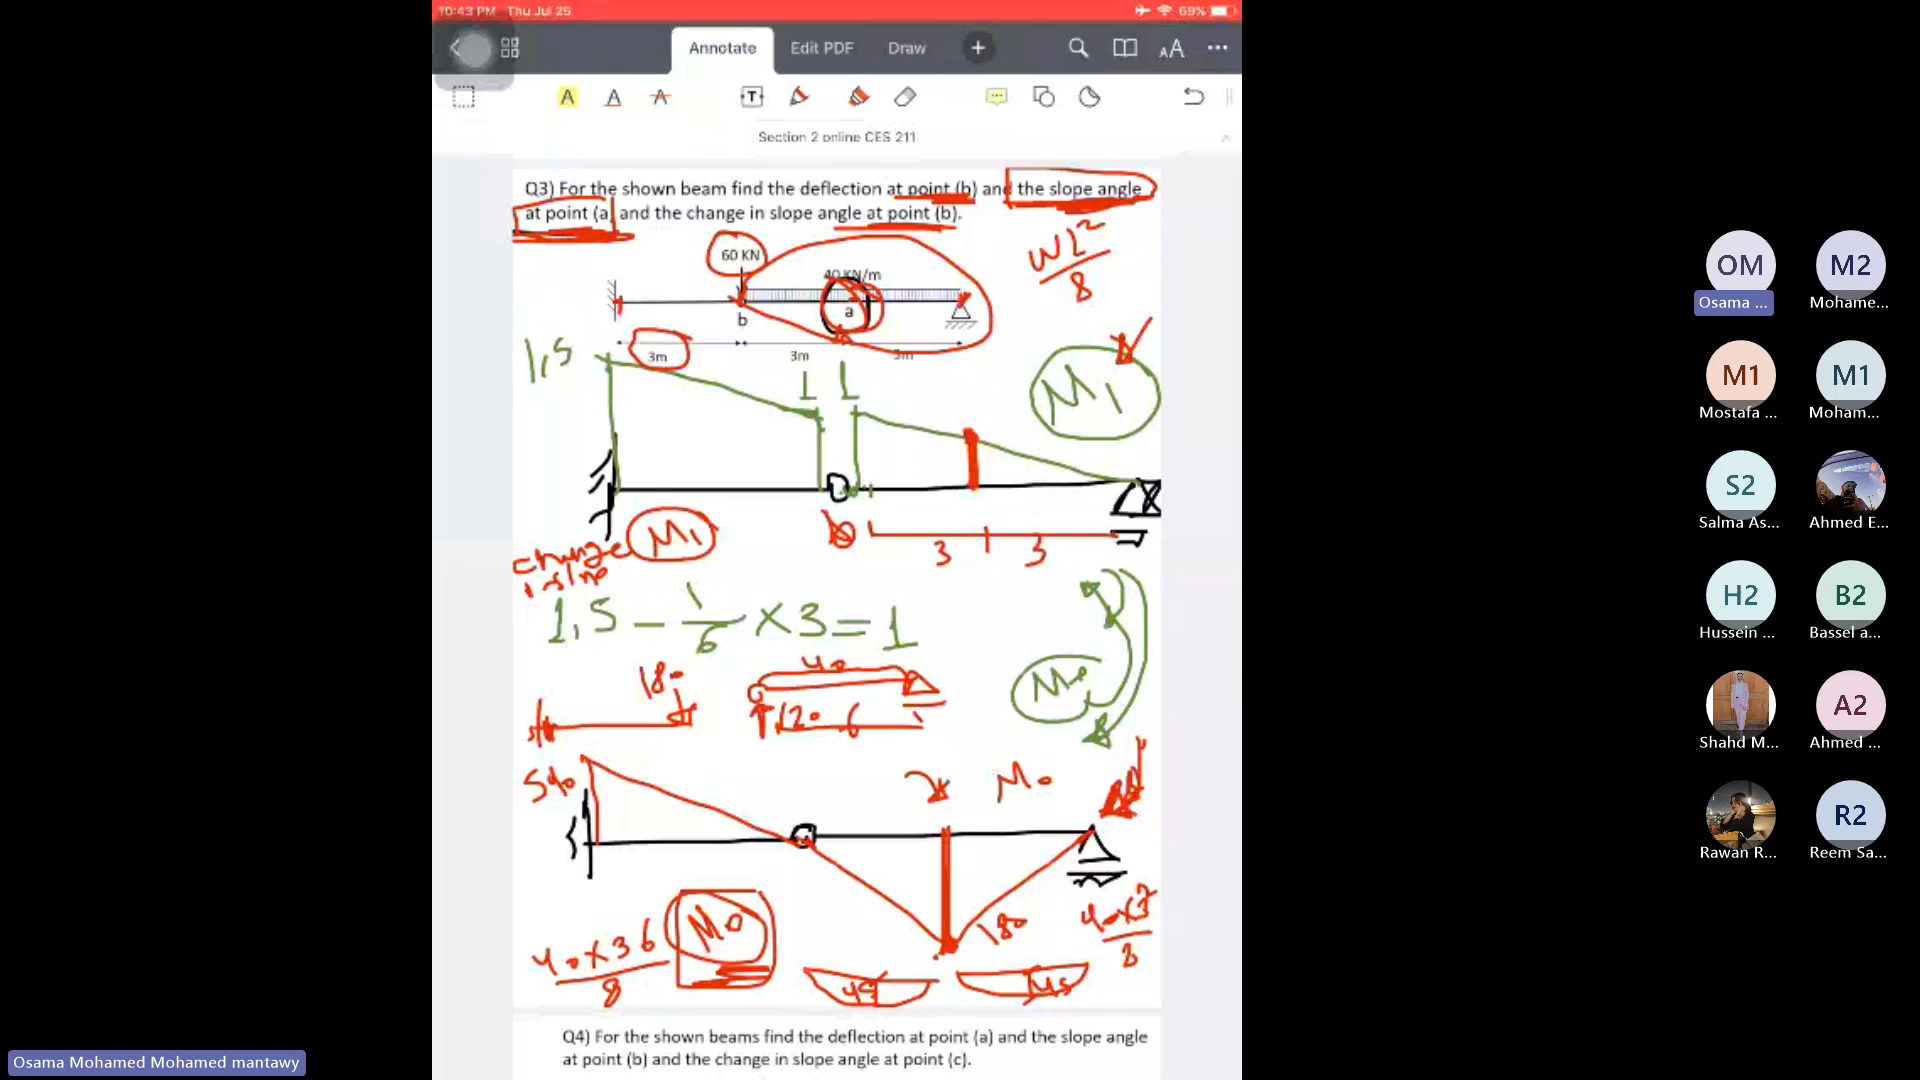 10:43 PM Thu Jul 25
69%
Annotate
Edit PDF
Draw
Section 2 online CES 211
Q3) For the shown beam find the deflection at point (b) and the slope angle
at point (a) and the change in slope angle at point (b).
WL²/8
60 KN
40 KN/m
a
b
3m
3m
3m
1,5
1
1
M1
M1
b
3
3
change
1,5 - 1/6 × 3 = 1
180
40
120
6
M0
540
M0
180
40×36/8
M0
45
45
Q4) For the shown beams find the deflection at point (a) and the slope angle
at point (b) and the change in slope angle at point (c).
OM
Osama ...
M2
Mohame...
M1
Mostafa ...
M1
Moham...
S2
Salma As...
Ahmed E...
H2
Hussein ...
B2
Bassel a...
Shahd M...
A2
Ahmed ...
Rawan R...
R2
Reem Sa...
Osama Mohamed Mohamed mantawy